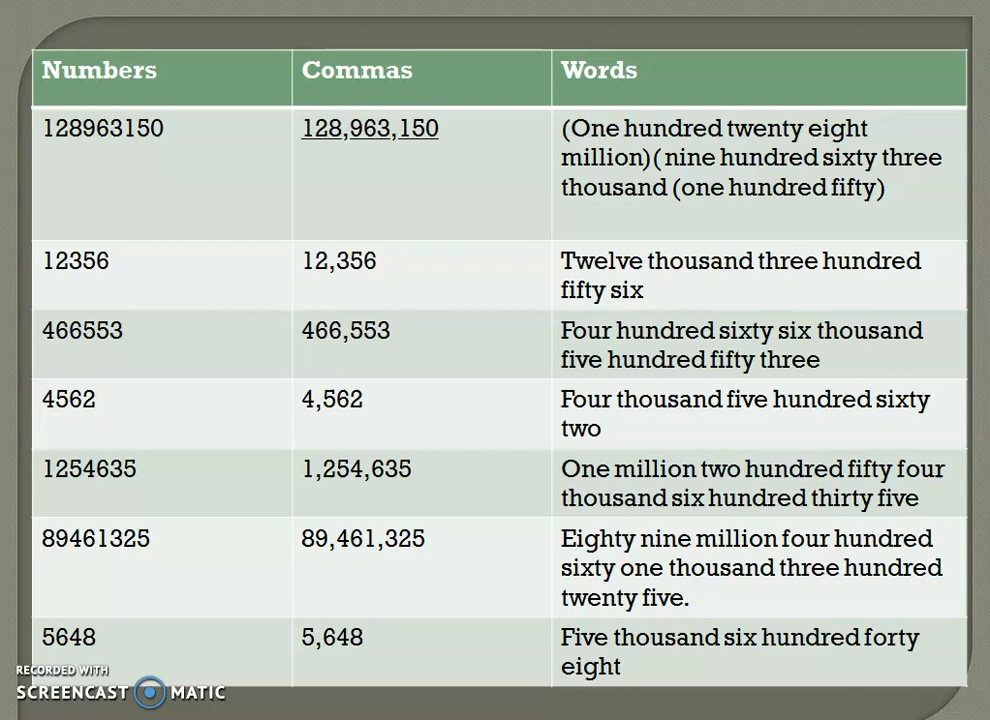 Numbers
Commas
Words
128963150
128,963,150
(One hundred twenty eight
million)( nine hundred sixty three
thousand (one hundred fifty)
12356
12,356
Twelve thousand three hundred
fifty six
466553
466,553
Four hundred sixty six thousand
five hundred fifty three
4562
4,562
Four thousand five hundred sixty
two
1254635
1,254,635
One million two hundred fifty four
thousand six hundred thirty five
89461325
89,461,325
Eighty nine million four hundred
sixty one thousand three hundred
twenty five.
5648
5,648
Five thousand six hundred forty
eight
RECORDED WITH
SCREENCAST MATIC